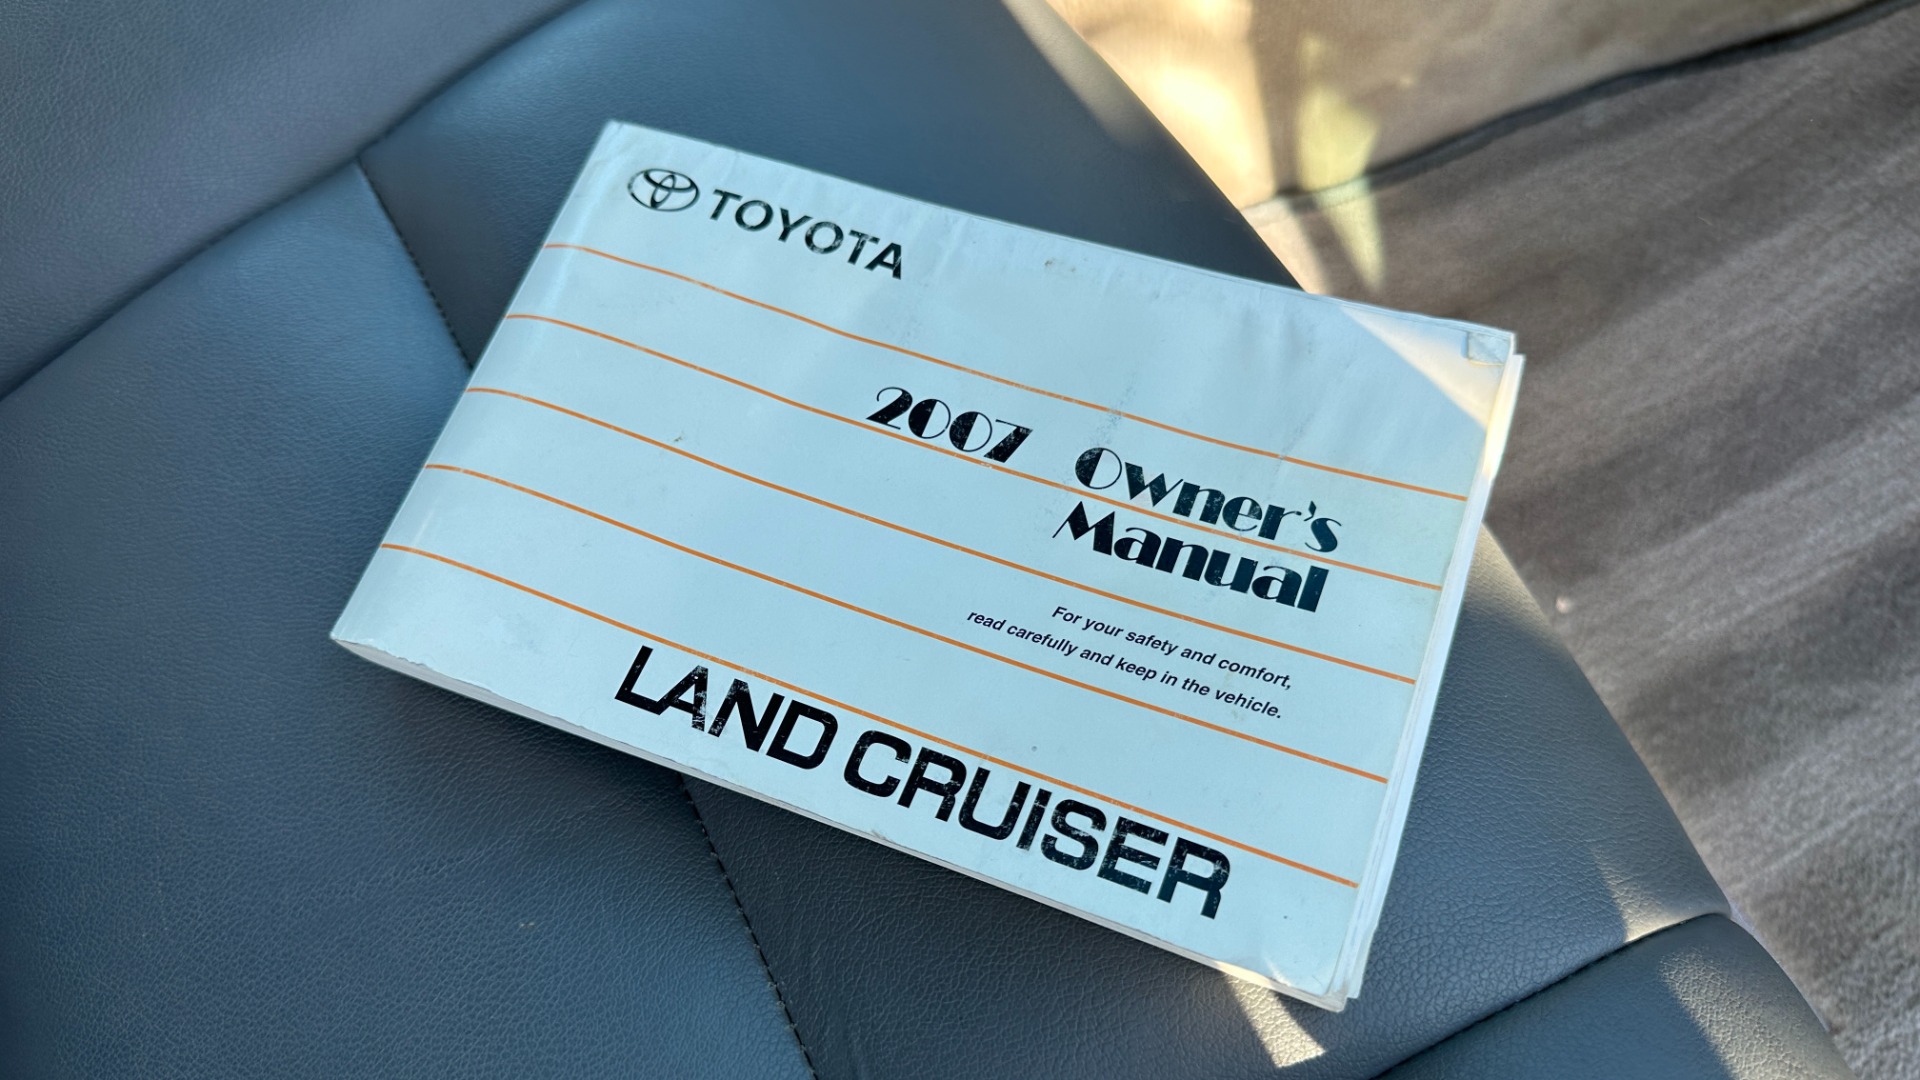 TOYOTA
2007 Owner's
Manual
For your safety and comfort,
read carefully and keep in the vehicle.
LAND CRUISER